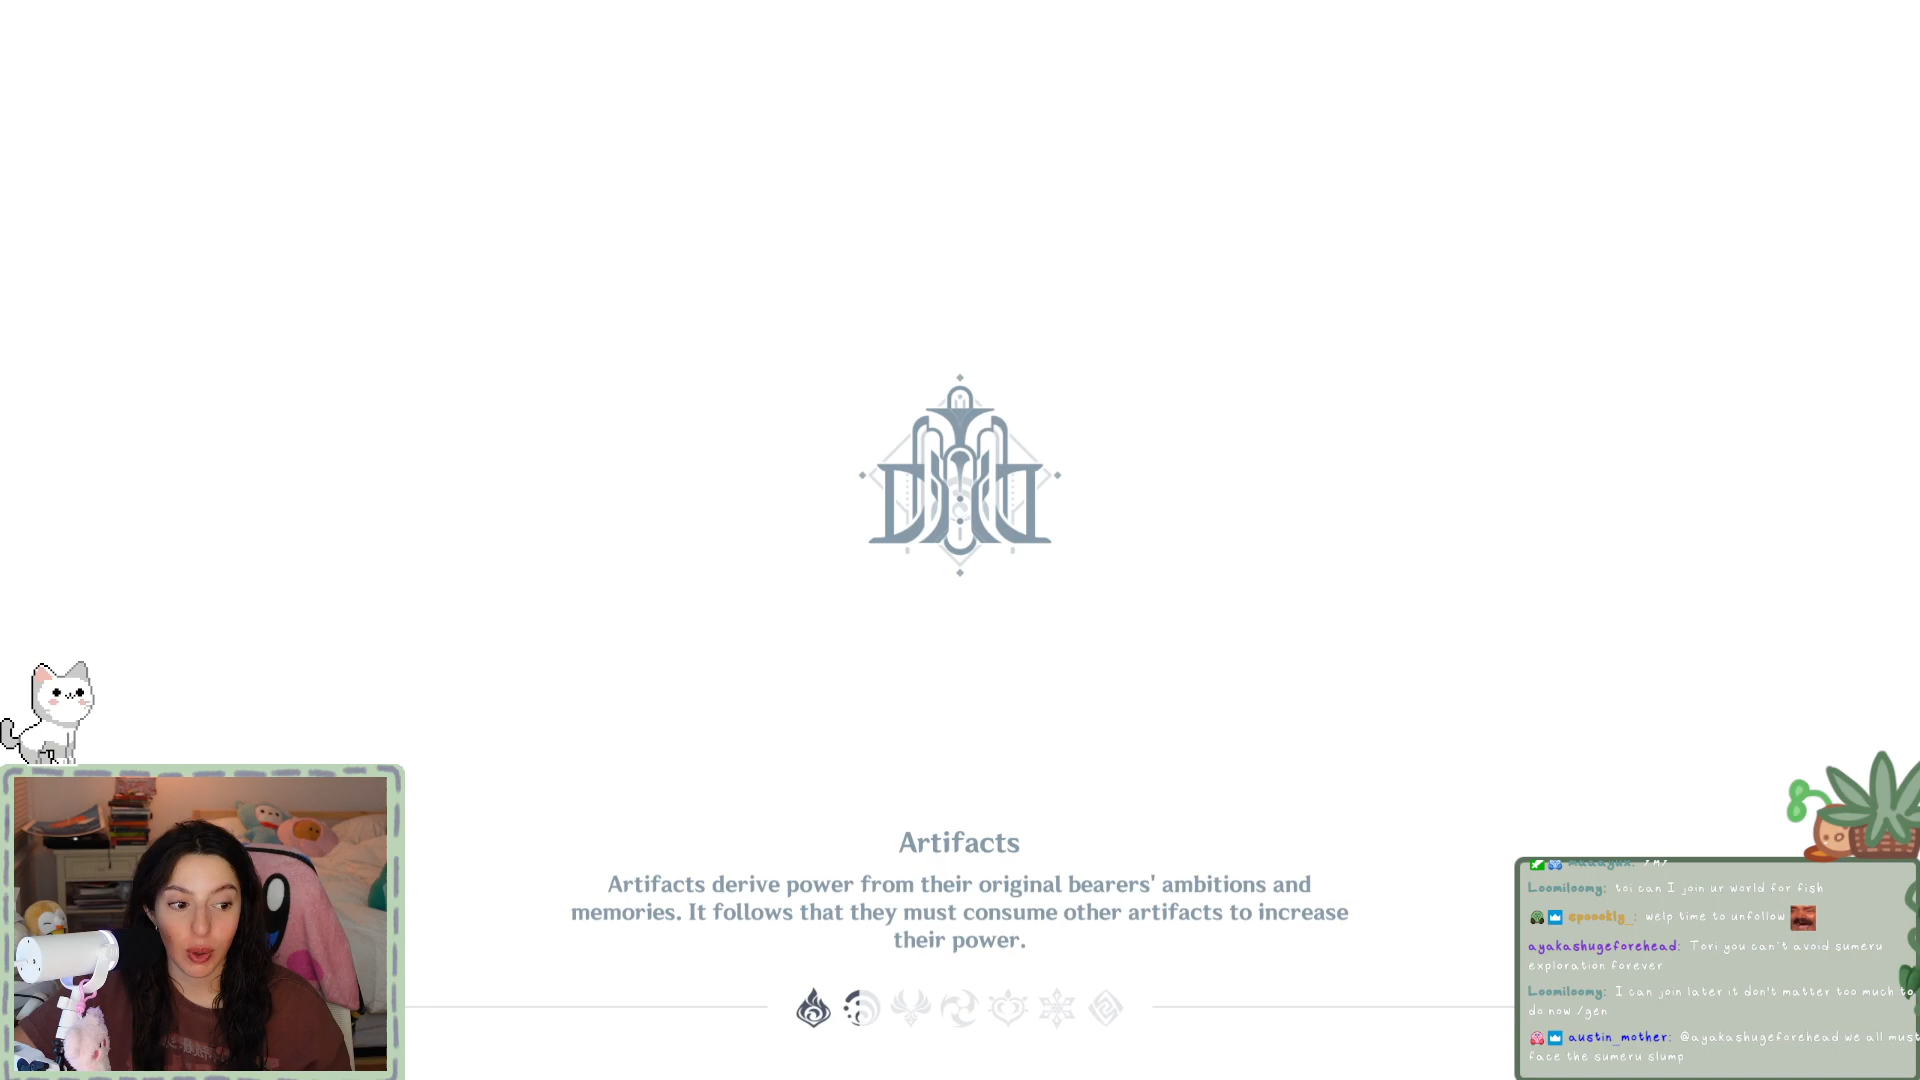 Artifacts
Artifacts derive power from their original bearers' ambitions and
memories. It follows that they must consume other artifacts to increase
their power.
Loomiloomy: toi can I join ur world for fish
spoookly_: welp time to unfollow
ayakashugeforehead: Tori you can't avoid sumeru
exploration forever
Loomiloomy: I can join later it don't matter too much to
do now /gen
austin_mother: @ayakashugeforehead we all must
face the sumeru slump